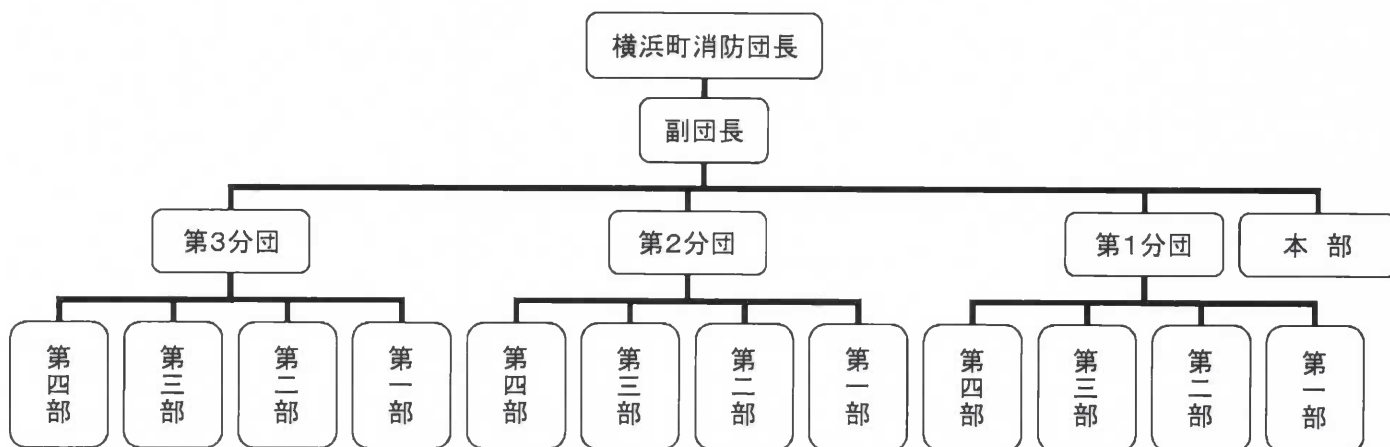 横浜町消防団長
副団長
第3分団
第2分団
第1分団
本 部
第四部
第三部
第二部
第一部
第四部
第三部
第二部
第一部
第四部
第三部
第二部
第一部